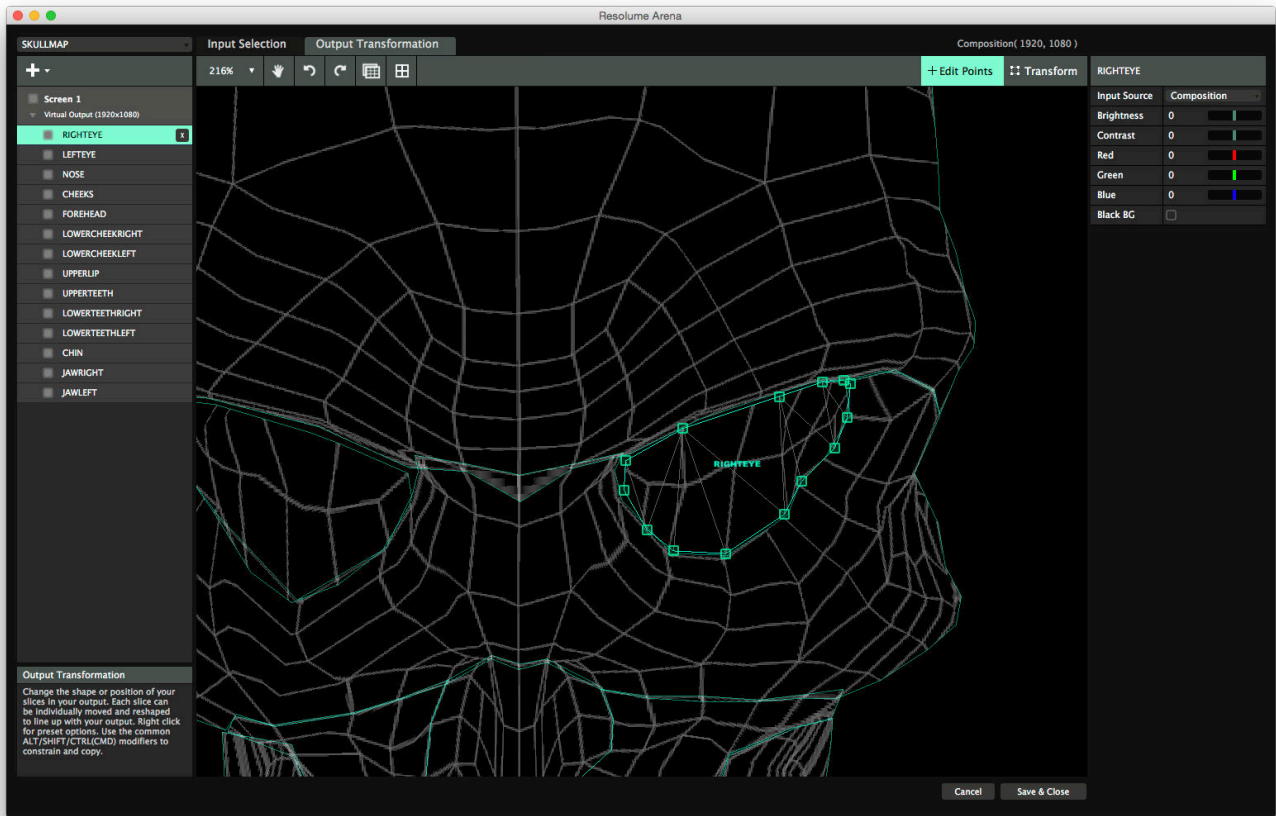 Resolume Arena
SKULLMAP
Input Selection
Output Transformation
Composition( 1920, 1080 )
216%
+ Edit Points
Transform
RIGHTEYE
Screen 1
Virtual Output (1920x1080)
RIGHTEYE x
LEFTEYE
NOSE
CHEEKS
FOREHEAD
LOWERCHEEKRIGHT
LOWERCHEEKLEFT
UPPERLIP
UPPERTEETH
LOWERTEETHRIGHT
LOWERTEETHLEFT
CHIN
JAWRIGHT
JAWLEFT
RIGHTEYE
Input Source Composition
Brightness 0
Contrast 0
Red 0
Green 0
Blue 0
Black BG
Output Transformation
Change the shape or position of your
slices in your output. Each slice can
be individually moved and reshaped
to line up with your output. Right click
for preset options. Use the common
ALT/SHIFT/CTRL(CMD) modifiers to
constrain and copy.
Cancel
Save & Close